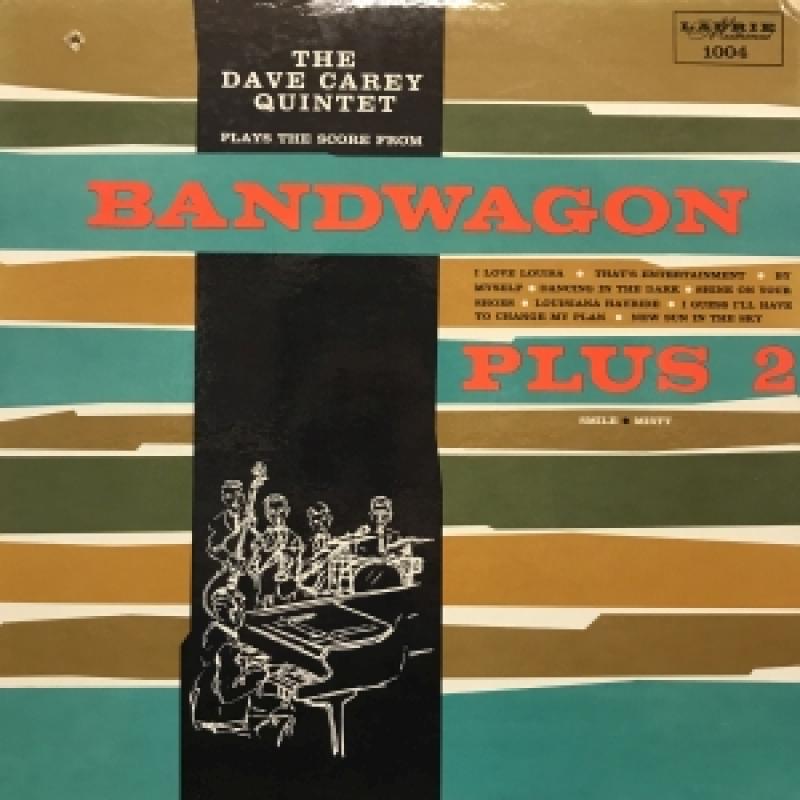 THE
DAVE CAREY
QUINTET
PLAYS THE SCORE FROM
LAURIE
1004
BANDWAGON
I LOVE LOUISA • THAT'S ENTERTAINMENT • BY
MYSELF • DANCING IN THE DARK • SHINE ON YOUR
SHOES • LOUISIANA HAYRIDE • I GUESS I'LL HAVE
TO CHANGE MY PLAN • NEW SUN IN THE SKY
PLUS 2
SMILE • MISTY